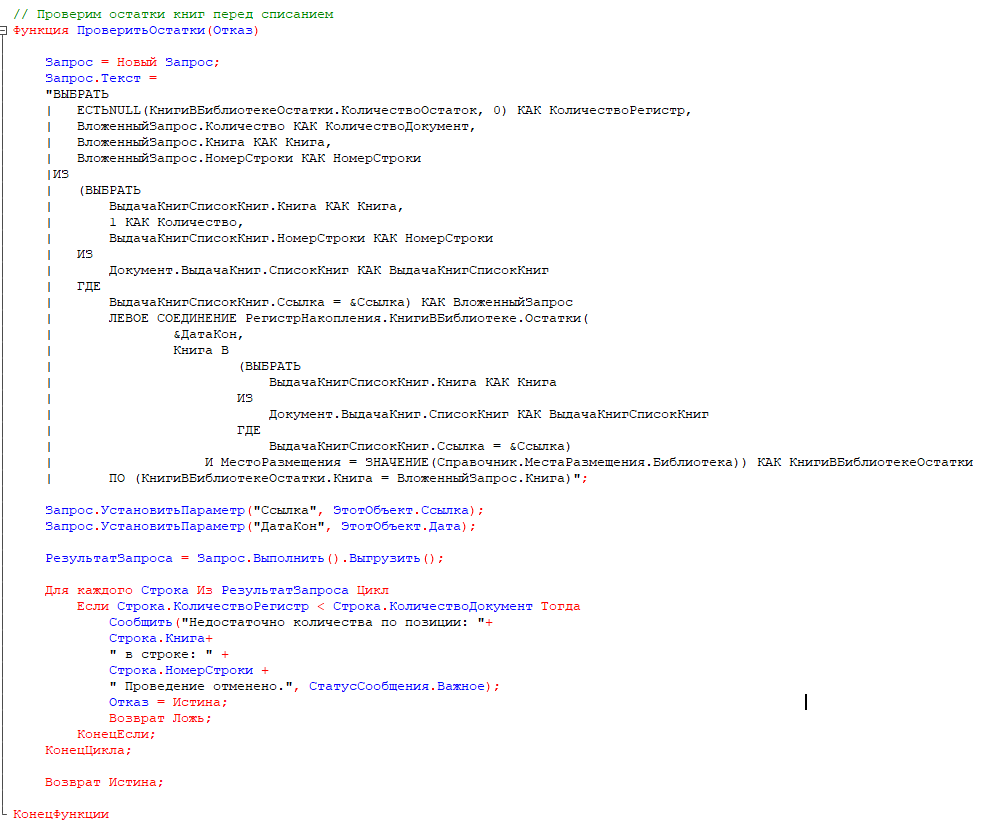 // Проверим остатки книг перед списанием
Функция ПроверитьОстатки(Отказ)
Запрос = Новый Запрос;
Запрос.Текст =
"ВЫБРАТЬ
|	ЕСТЬNULL(КнигиВБиблиотекеОстатки.КоличествоОстаток, 0) КАК КоличествоРегистр,
|	ВложенныйЗапрос.Количество КАК КоличествоДокумент,
|	ВложенныйЗапрос.Книга КАК Книга,
|	ВложенныйЗапрос.НомерСтроки КАК НомерСтроки
|ИЗ
|	(ВЫБРАТЬ
|		ВыдачаКнигСписокКниг.Книга КАК Книга,
|		1 КАК Количество,
|		ВыдачаКнигСписокКниг.НомерСтроки КАК НомерСтроки
|	ИЗ
|		Документ.ВыдачаКниг.СписокКниг КАК ВыдачаКнигСписокКниг
|	ГДЕ
|		ВыдачаКнигСписокКниг.Ссылка = &Ссылка) КАК ВложенныйЗапрос
|		ЛЕВОЕ СОЕДИНЕНИЕ РегистрНакопления.КнигиВБиблиотеке.Остатки(
|				&ДатаКон,
|				Книга В
|						(ВЫБРАТЬ
|							ВыдачаКнигСписокКниг.Книга КАК Книга
|						ИЗ
|							Документ.ВыдачаКниг.СписокКниг КАК ВыдачаКнигСписокКниг
|						ГДЕ
|							ВыдачаКнигСписокКниг.Ссылка = &Ссылка)
|					И МестоРазмещения = ЗНАЧЕНИЕ(Справочник.МестаРазмещения.Библиотека)) КАК КнигиВБиблиотекеОстатки
|		ПО (КнигиВБиблиотекеОстатки.Книга = ВложенныйЗапрос.Книга)";
Запрос.УстановитьПараметр("Ссылка", ЭтотОбъект.Ссылка);
Запрос.УстановитьПараметр("ДатаКон", ЭтотОбъект.Дата);
РезультатЗапроса = Запрос.Выполнить().Выгрузить();
Для каждого Строка Из РезультатЗапроса Цикл
Если Строка.КоличествоРегистр < Строка.КоличествоДокумент Тогда
Сообщить("Недостаточно количества по позиции: "+
Строка.Книга+
" в строке: " +
Строка.НомерСтроки +
" Проведение отменено.", СтатусСообщения.Важное);
Отказ = Истина;
Возврат Ложь;
КонецЕсли;
КонецЦикла;
Возврат Истина;
КонецФункции